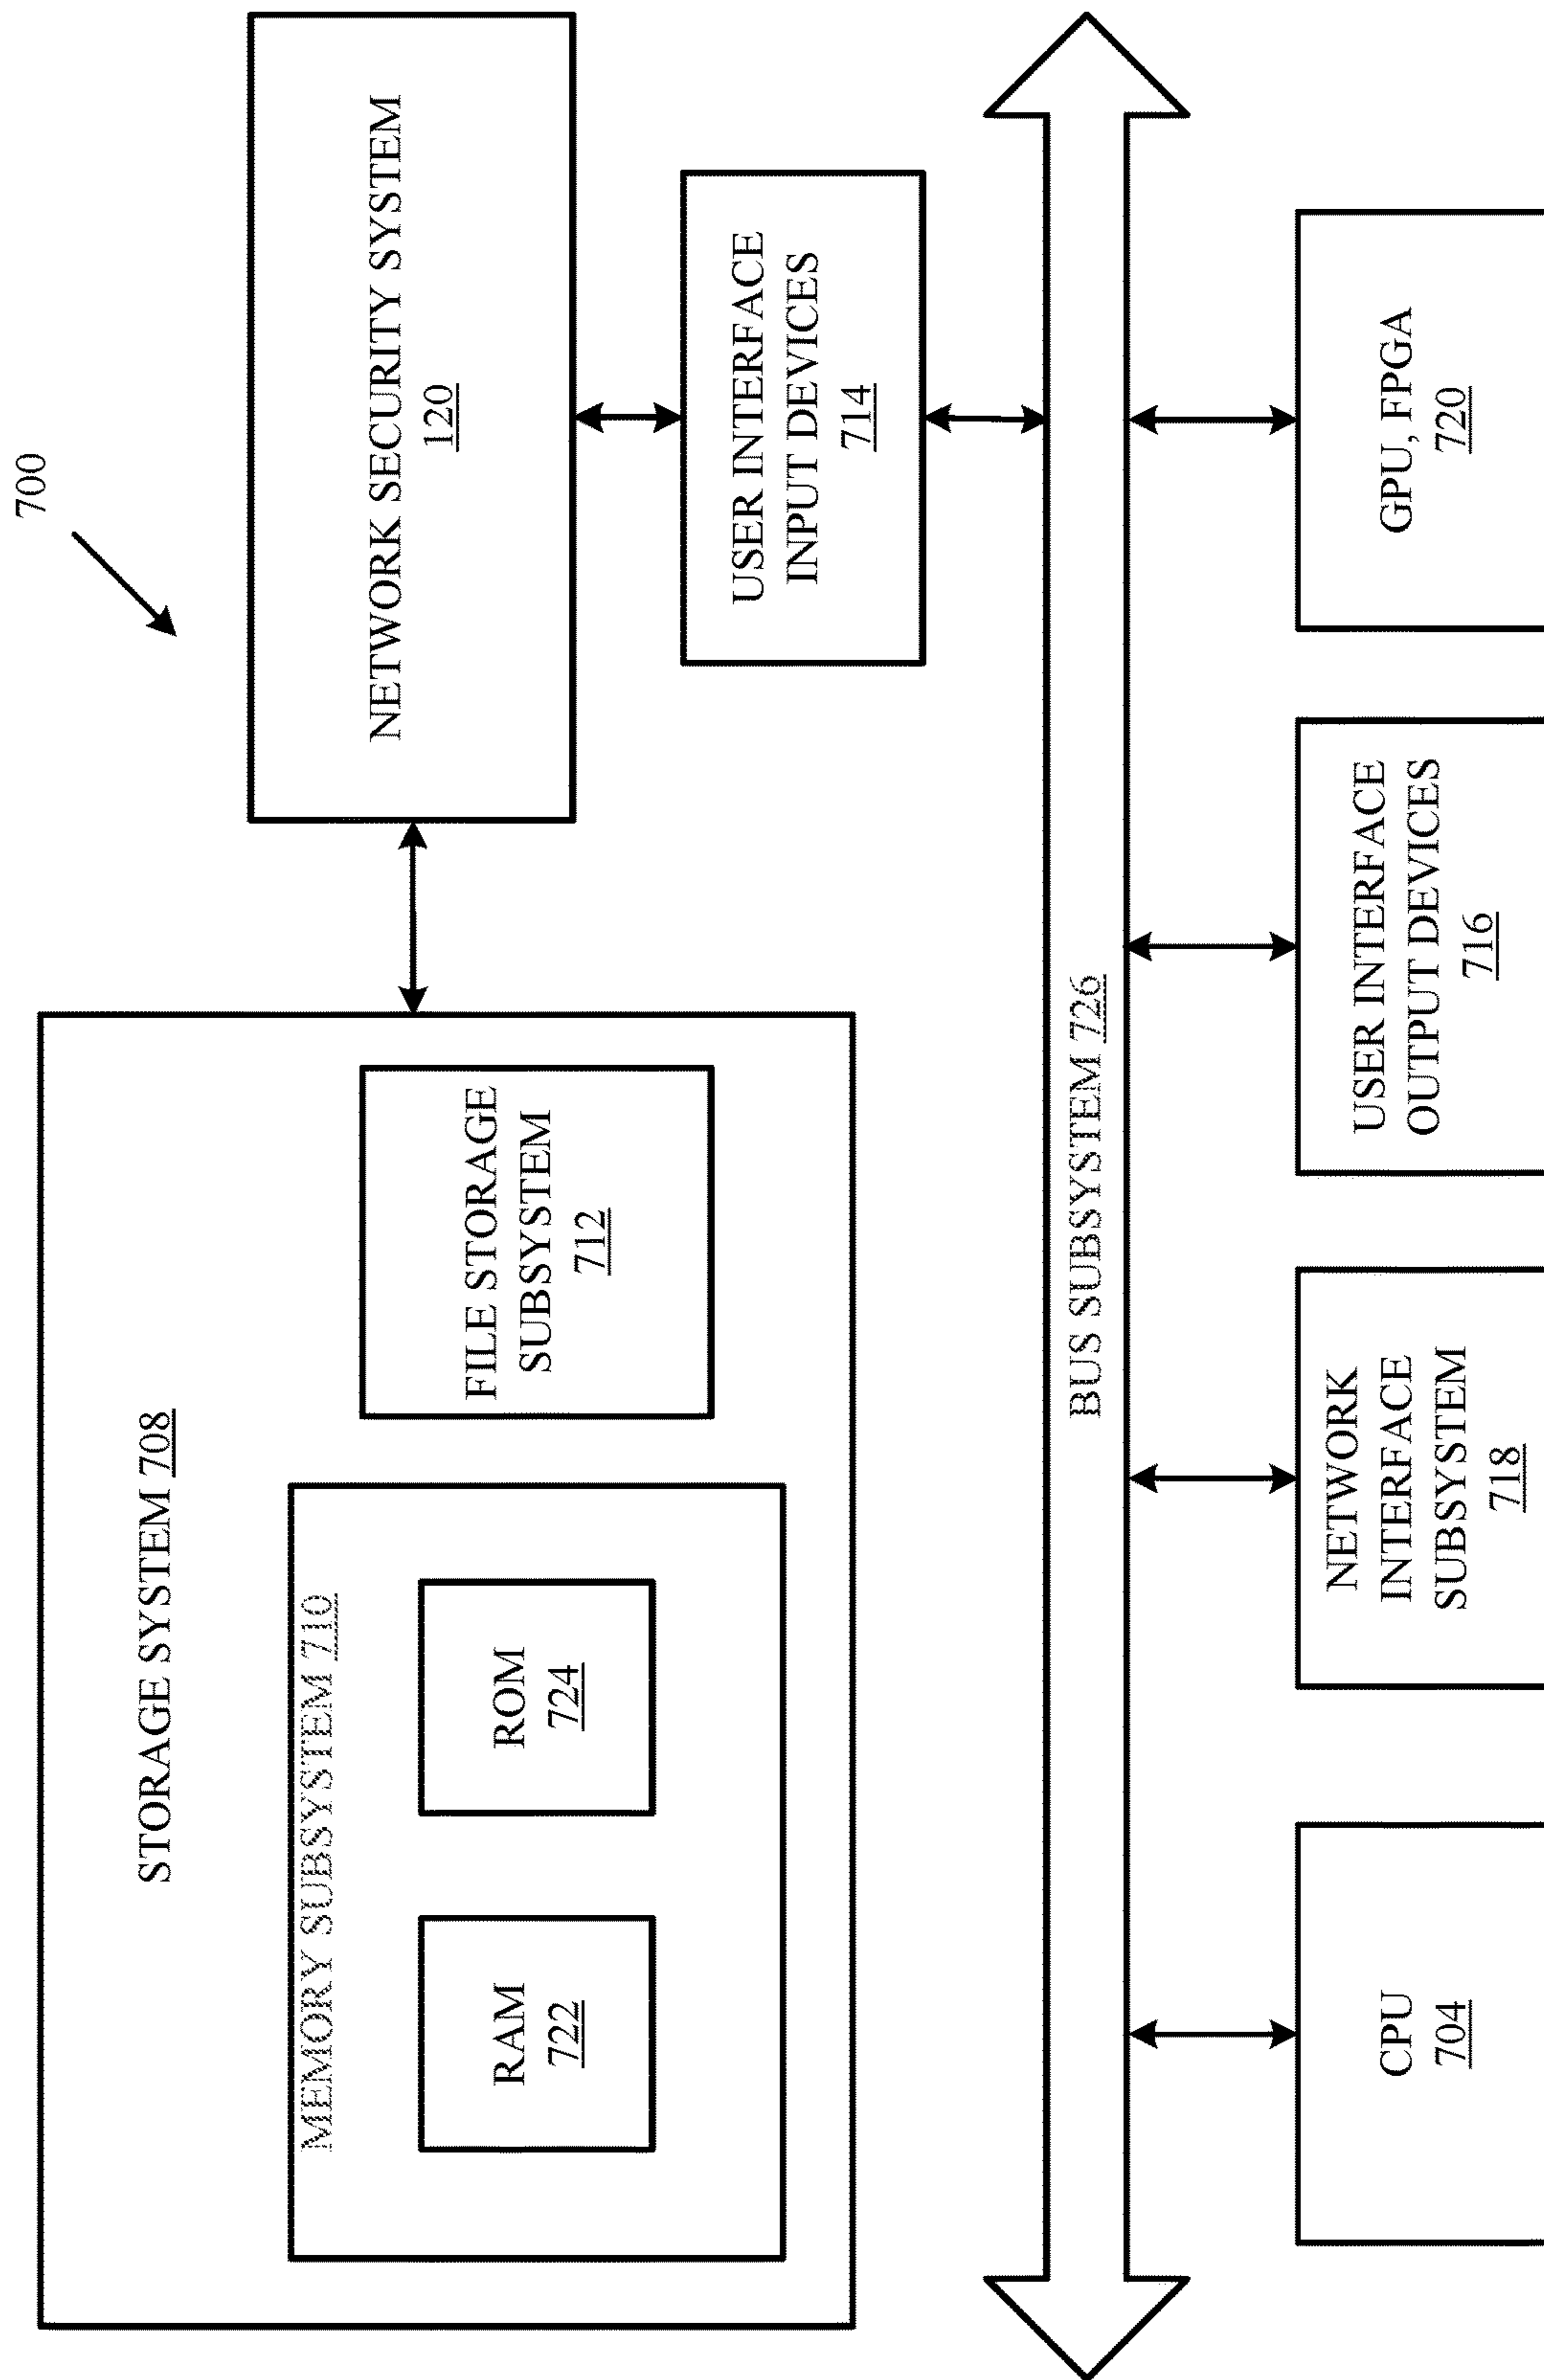 700
STORAGE SYSTEM 708
MEMORY SUBSYSTEM 710
RAM
722
ROM
724
FILE STORAGE
SUBSYSTEM
712
NETWORK SECURITY SYSTEM
120
USER INTERFACE
INPUT DEVICES
714
BUS SUBSYSTEM 726
CPU
704
NETWORK
INTERFACE
SUBSYSTEM
718
USER INTERFACE
OUTPUT DEVICES
716
GPU, FPGA
720